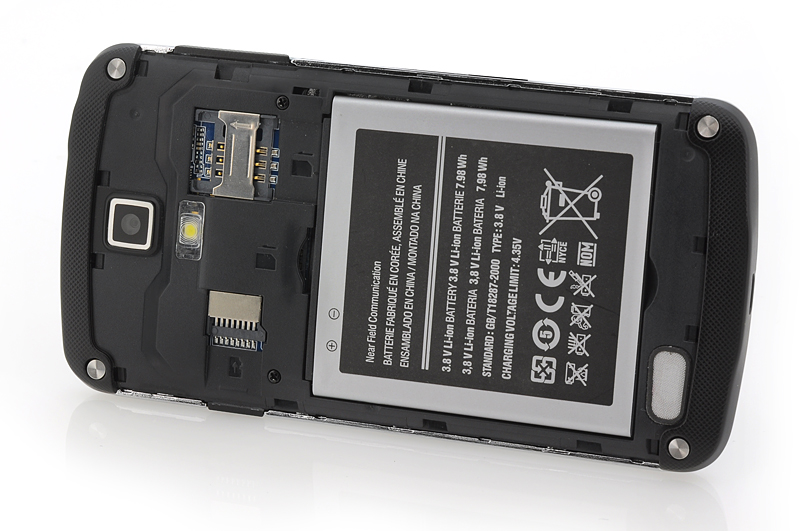 Near Field Communication
BATTERIE FABRIQUÉ EN CORÉE, ASSEMBLÉ EN CHINE
ENSAMBLADO EN CHINA / MONTADO NA CHINA
3.8 V Li-ion BATTERY 3.8 V Li-ion BATTERIE 7.98 Wh
3,8 V Li-ion BATERIA 3,8 V Li-ion BATERIA 7,98 Wh
STANDARD : GB/T18287-2000 TYPE : 3.8 V Li-ion
CHARGING VOLTAGE LIMIT: 4.35V
5
CE
NYCE
NOM